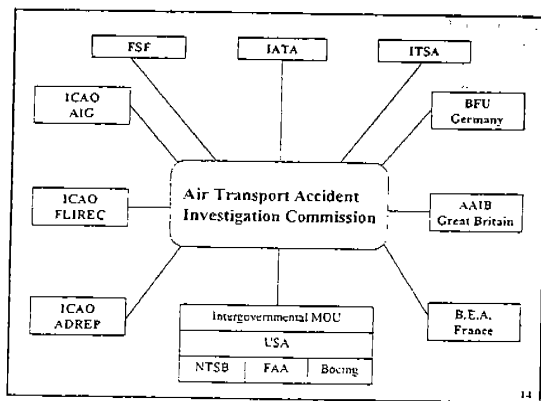 FSF
IATA
ITSA
ICAO
AIG
BFU
Germany
Air Transport Accident
Investigation Commission
ICAO
FLIREC
AAIB
Great Britain
ICAO
ADREP
Intergovernmental MOU
USA
NTSB FAA Boeing
B.E.A.
France
14